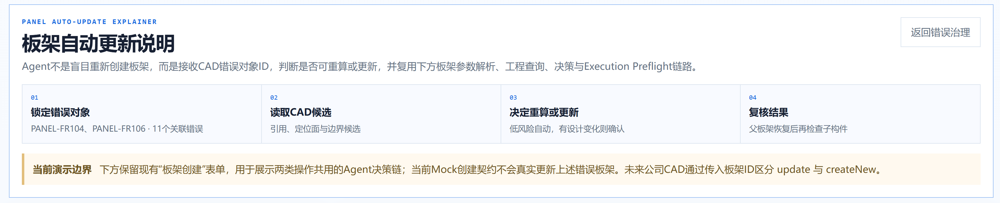 PANEL AUTO-UPDATE EXPLAINER
板架自动更新说明
返回错误治理
Agent不是盲目重新创建板架，而是接收CAD错误对象ID，判断是否可重算或更新，并复用下方板架参数解析、工程查询、决策与Execution Preflight链路。
01
锁定错误对象
PANEL-FR104、PANEL-FR106 · 11个关联错误
02
读取CAD候选
引用、定位面与边界候选
03
决定重算或更新
低风险自动，有设计变化则确认
04
复核结果
父板架恢复后再检查子构件
当前演示边界 下方保留现有“板架创建”表单，用于展示两类操作共用的Agent决策链；当前Mock创建契约不会真实更新上述错误板架。未来公司CAD通过传入板架ID区分 update 与 createNew。